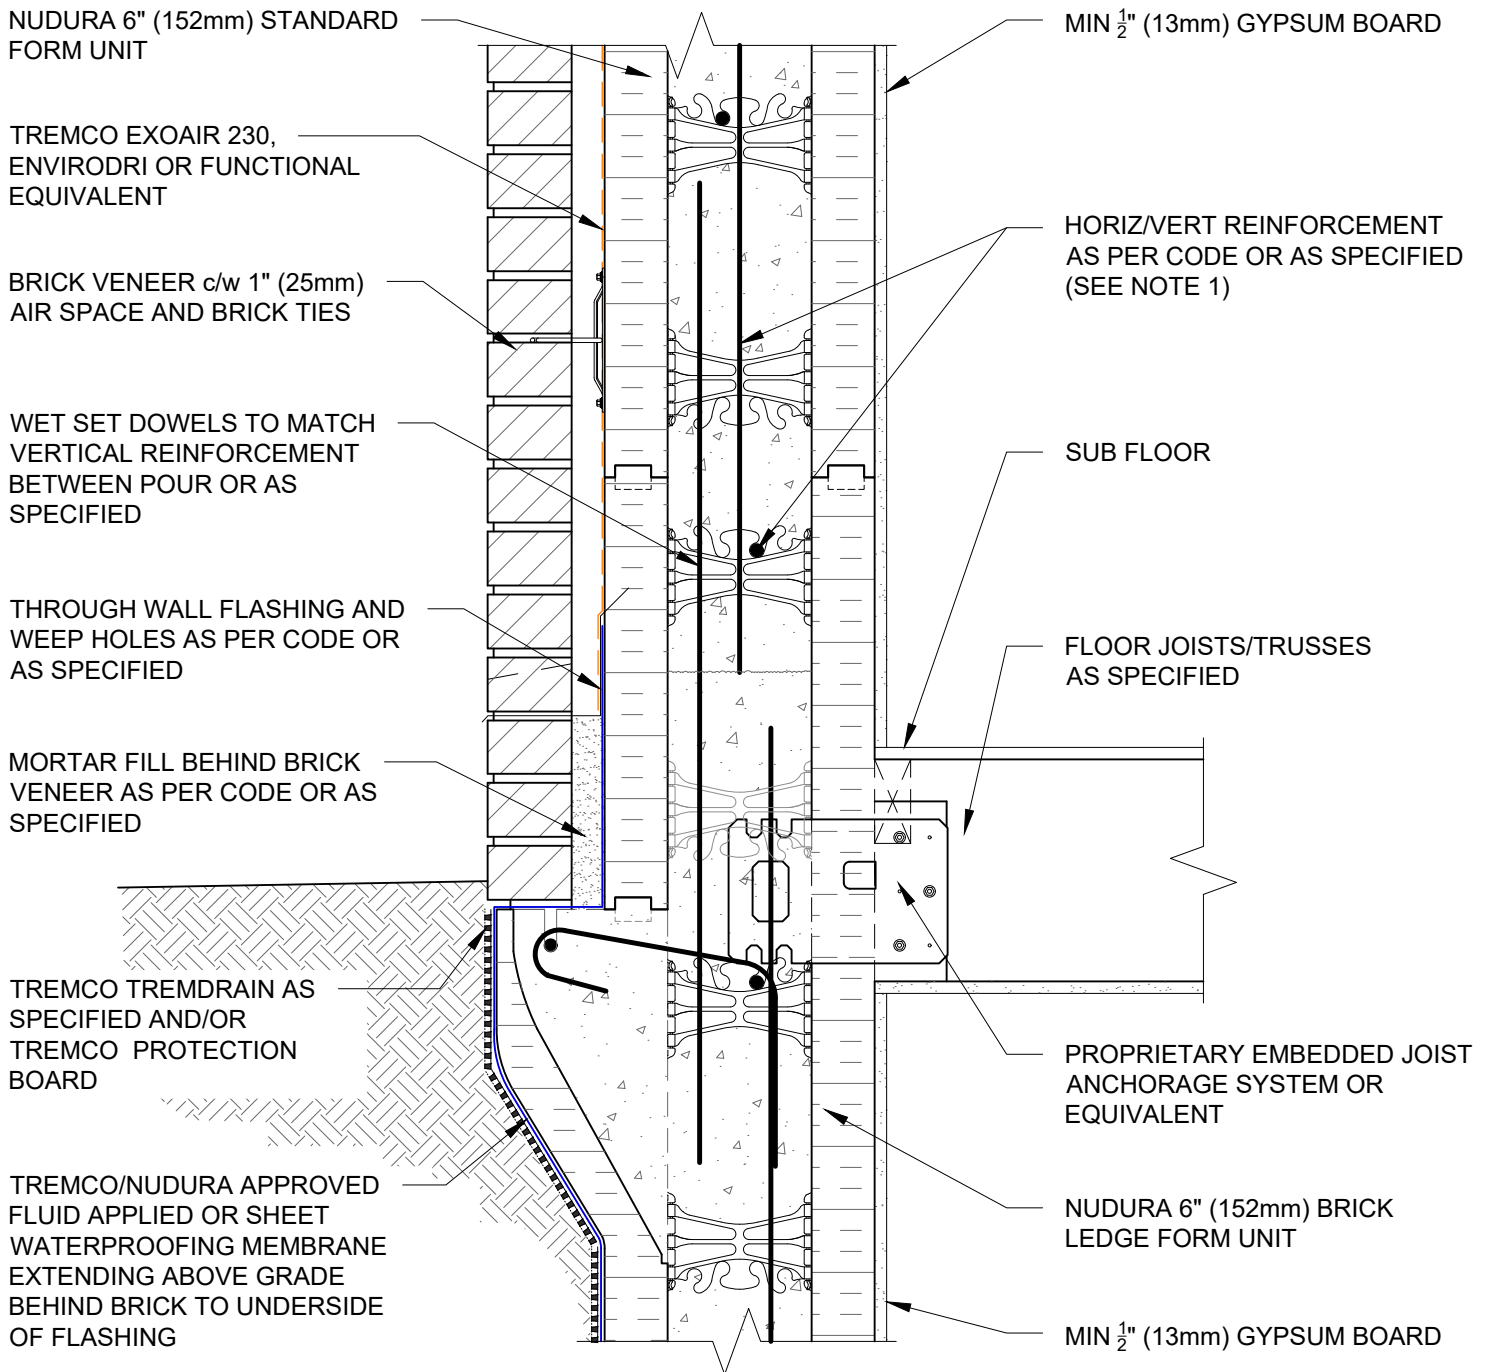 NUDURA 6" (152mm) STANDARD
FORM UNIT
TREMCO EXOAIR 230,
ENVIRODRI OR FUNCTIONAL
EQUIVALENT
BRICK VENEER c/w 1" (25mm)
AIR SPACE AND BRICK TIES
WET SET DOWELS TO MATCH
VERTICAL REINFORCEMENT
BETWEEN POUR OR AS
SPECIFIED
THROUGH WALL FLASHING AND
WEEP HOLES AS PER CODE OR
AS SPECIFIED
MORTAR FILL BEHIND BRICK
VENEER AS PER CODE OR AS
SPECIFIED
TREMCO TREMDRAIN AS
SPECIFIED AND/OR
TREMCO PROTECTION
BOARD
TREMCO/NUDURA APPROVED
FLUID APPLIED OR SHEET
WATERPROOFING MEMBRANE
EXTENDING ABOVE GRADE
BEHIND BRICK TO UNDERSIDE
OF FLASHING
MIN 1/2" (13mm) GYPSUM BOARD
HORIZ/VERT REINFORCEMENT
AS PER CODE OR AS SPECIFIED
(SEE NOTE 1)
SUB FLOOR
FLOOR JOISTS/TRUSSES
AS SPECIFIED
PROPRIETARY EMBEDDED JOIST
ANCHORAGE SYSTEM OR
EQUIVALENT
NUDURA 6" (152mm) BRICK
LEDGE FORM UNIT
MIN 1/2" (13mm) GYPSUM BOARD